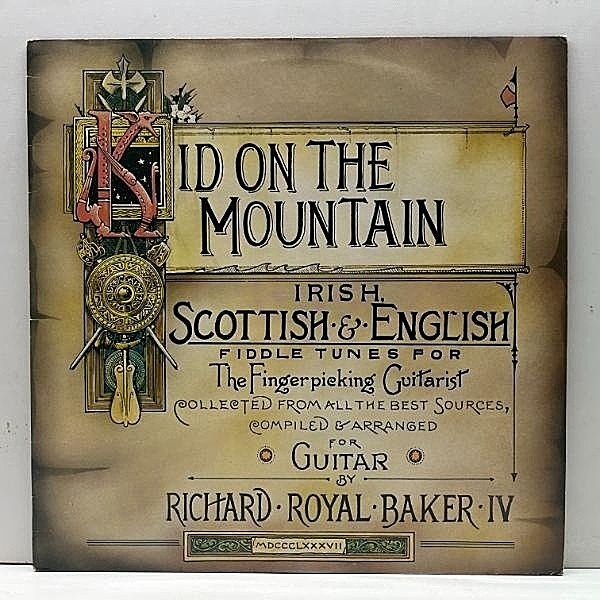 KID ON THE
MOUNTAIN
IRISH,
SCOTTISH·&·ENGLISH
FIDDLE TUNES FOR
The Fingerpicking Guitarist
COLLECTED FROM ALL THE BEST SOURCES,
COMPILED & ARRANGED
FOR
GUITAR
BY
RICHARD·ROYAL·BAKER·IV
MDCCCLXXXVII